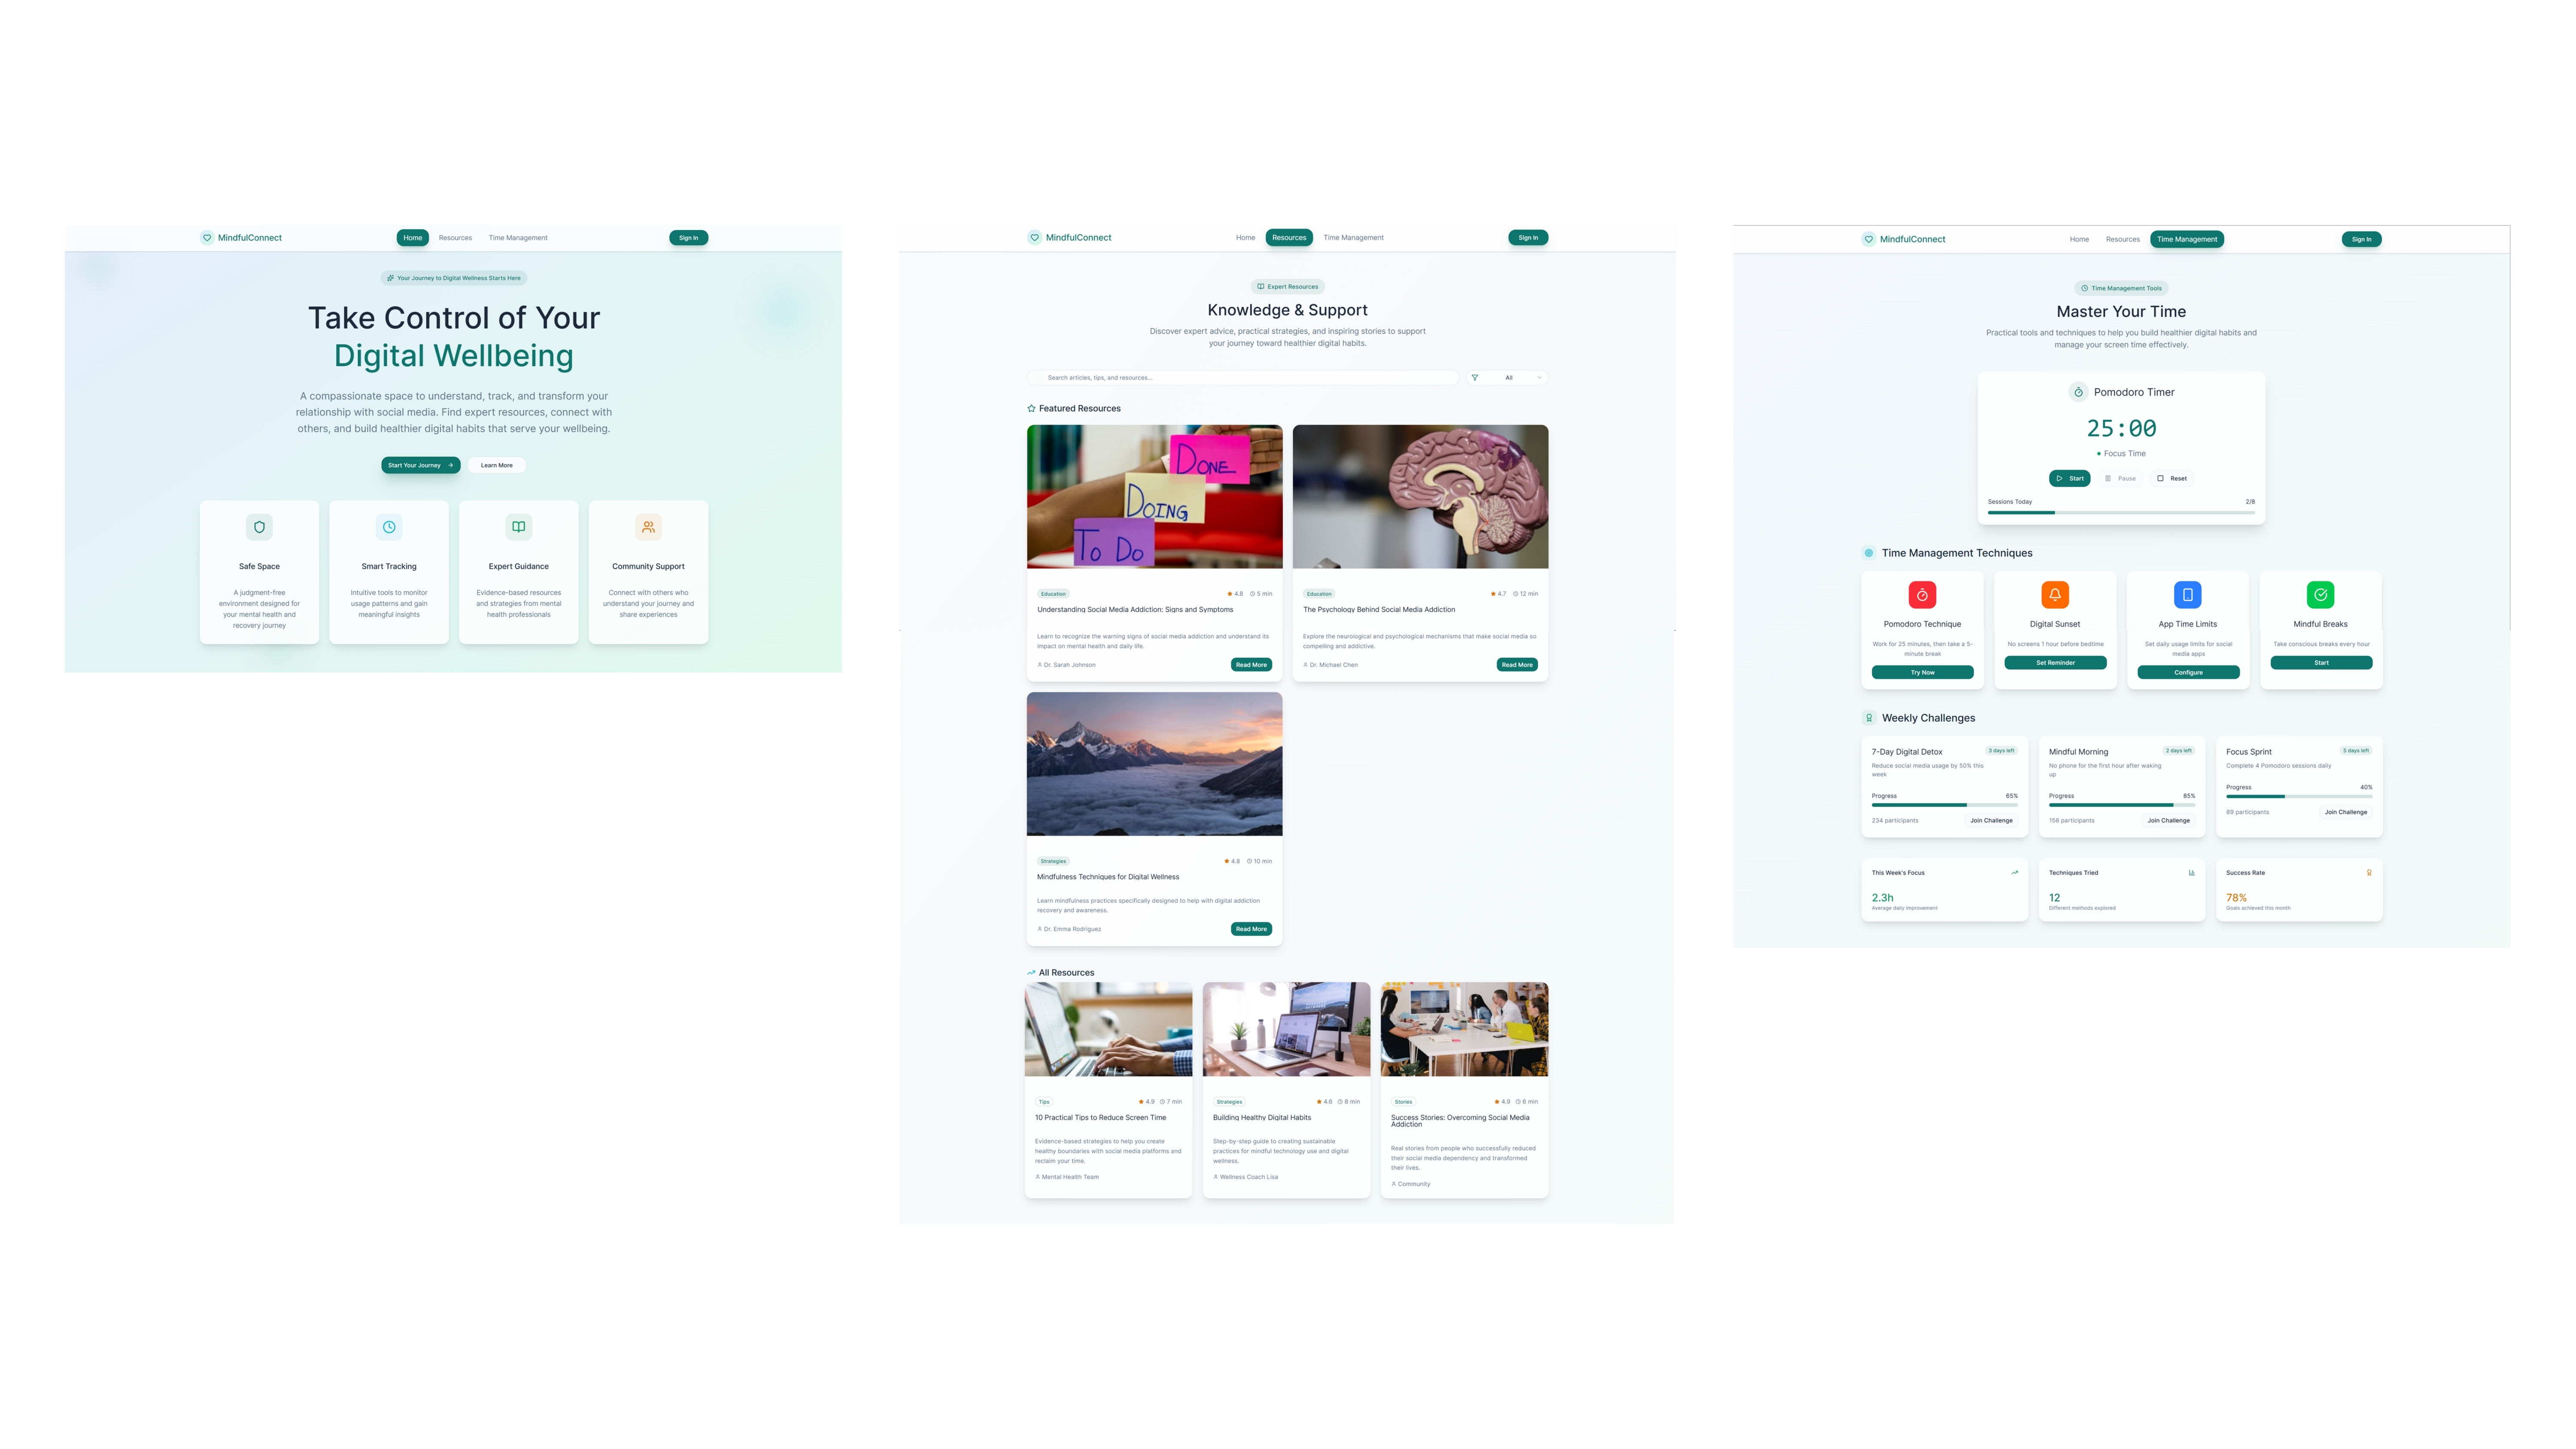 MindfulConnect
Home
Resources
Time Management
Sign In
Your Journey to Digital Wellness Starts Here
Take Control of Your
Digital Wellbeing
A compassionate space to understand, track, and transform your
relationship with social media. Find expert resources, connect with
others, and build healthier digital habits that serve your wellbeing.
Start Your Journey
Learn More
Safe Space
A judgment-free
environment designed for
your mental health and
recovery journey
Smart Tracking
Intuitive tools to monitor
usage patterns and gain
meaningful insights
Expert Guidance
Evidence-based resources
and strategies from mental
health professionals
Community Support
Connect with others who
understand your journey and
share experiences
MindfulConnect
Home
Resources
Time Management
Sign In
Expert Resources
Knowledge & Support
Discover expert advice, practical strategies, and inspiring stories to support
your journey toward healthier digital habits.
Search articles, tips, and resources...
All
Featured Resources
DONE
DOING
To Do
Education
4.8
5 min
Understanding Social Media Addiction: Signs and Symptoms
Learn to recognize the warning signs of social media addiction and understand its
impact on mental health and daily life.
Dr. Sarah Johnson
Read More
Education
4.7
12 min
The Psychology Behind Social Media Addiction
Explore the neurological and psychological mechanisms that make social media so
compelling and addictive.
Dr. Michael Chen
Read More
Strategies
4.8
10 min
Mindfulness Techniques for Digital Wellness
Learn mindfulness practices specifically designed to help with digital addiction
recovery and awareness.
Dr. Emma Rodriguez
Read More
All Resources
Tips
4.9
7 min
10 Practical Tips to Reduce Screen Time
Evidence-based strategies to help you create
healthy boundaries with social media platforms and
reclaim your time.
Mental Health Team
Strategies
4.6
8 min
Building Healthy Digital Habits
Step-by-step guide to creating sustainable
practices for mindful technology use and digital
wellness.
Wellness Coach Lisa
Stories
4.9
6 min
Success Stories: Overcoming Social Media
Addiction
Real stories from people who successfully reduced
their social media dependency and transformed
their lives.
Community
MindfulConnect
Home
Resources
Time Management
Sign In
Time Management Tools
Master Your Time
Practical tools and techniques to help you build healthier digital habits and
manage your screen time effectively.
Pomodoro Timer
25:00
Focus Time
Start
Pause
Reset
Sessions Today
2/8
Time Management Techniques
Pomodoro Technique
Work for 25 minutes, then take a 5-
minute break
Try Now
Digital Sunset
No screens 1 hour before bedtime
Set Reminder
App Time Limits
Set daily usage limits for social
media apps
Configure
Mindful Breaks
Take conscious breaks every hour
Start
Weekly Challenges
7-Day Digital Detox
3 days left
Reduce social media usage by 50% this
week
Progress
65%
234 participants
Join Challenge
Mindful Morning
2 days left
No phone for the first hour after waking
up
Progress
85%
156 participants
Join Challenge
Focus Sprint
5 days left
Complete 4 Pomodoro sessions daily
Progress
40%
89 participants
Join Challenge
This Week's Focus
2.3h
Average daily improvement
Techniques Tried
12
Different methods explored
Success Rate
78%
Goals achieved this month